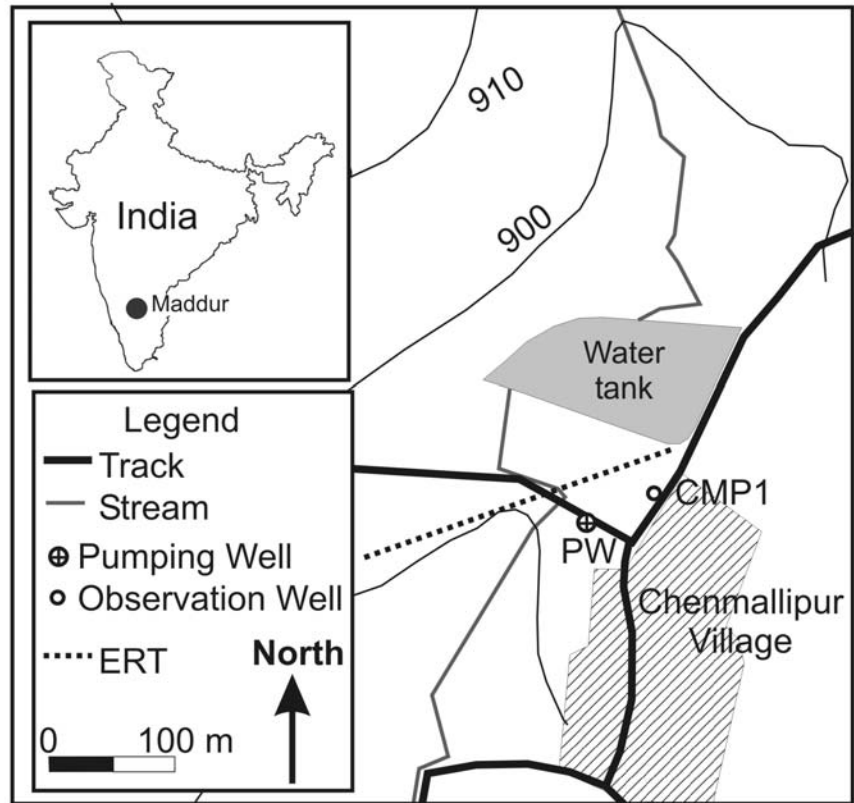 India
Maddur
910
900
Water
tank
Legend
Track
Stream
Pumping Well
Observation Well
ERT
North
0 100 m
CMP1
PW
Chenmallipur
Village